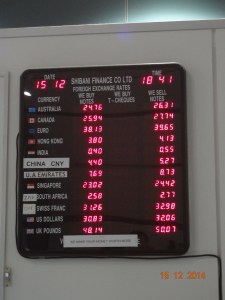 DATE TIME
15 12 SHIBANI FINANCE CO LTD 18 41
FOREIGN EXCHANGE RATES
CURRENCY WE BUY NOTES WE BUY T - CHEQUES WE SELL NOTES
AUSTRALIA 24.76 26.31
CANADA 25.94 27.74
EURO 38.13 39.65
HONG KONG 3.80 4.13
INDIA 0.40 0.55
CHINA CNY 4.40 5.27
U.A. EMIRATES 7.69 8.73
SINGAPORE 23.02 24.42
SOUTH AFRICA 2.58 2.77
SWISS FRANC 31.26 32.98
US DOLLARS 30.83 32.06
UK POUNDS 48.14 50.07
15 12 2014